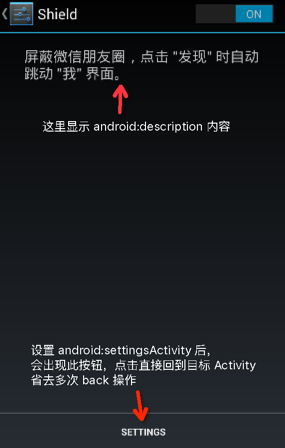 Shield
ON
屏蔽微信朋友圈，点击 "发现" 时自动
跳动 "我" 界面。
这里显示 android:description 内容
设置 android:settingsActivity 后，
会出现此按钮，点击直接回到目标 Activity
省去多次 back 操作
SETTINGS